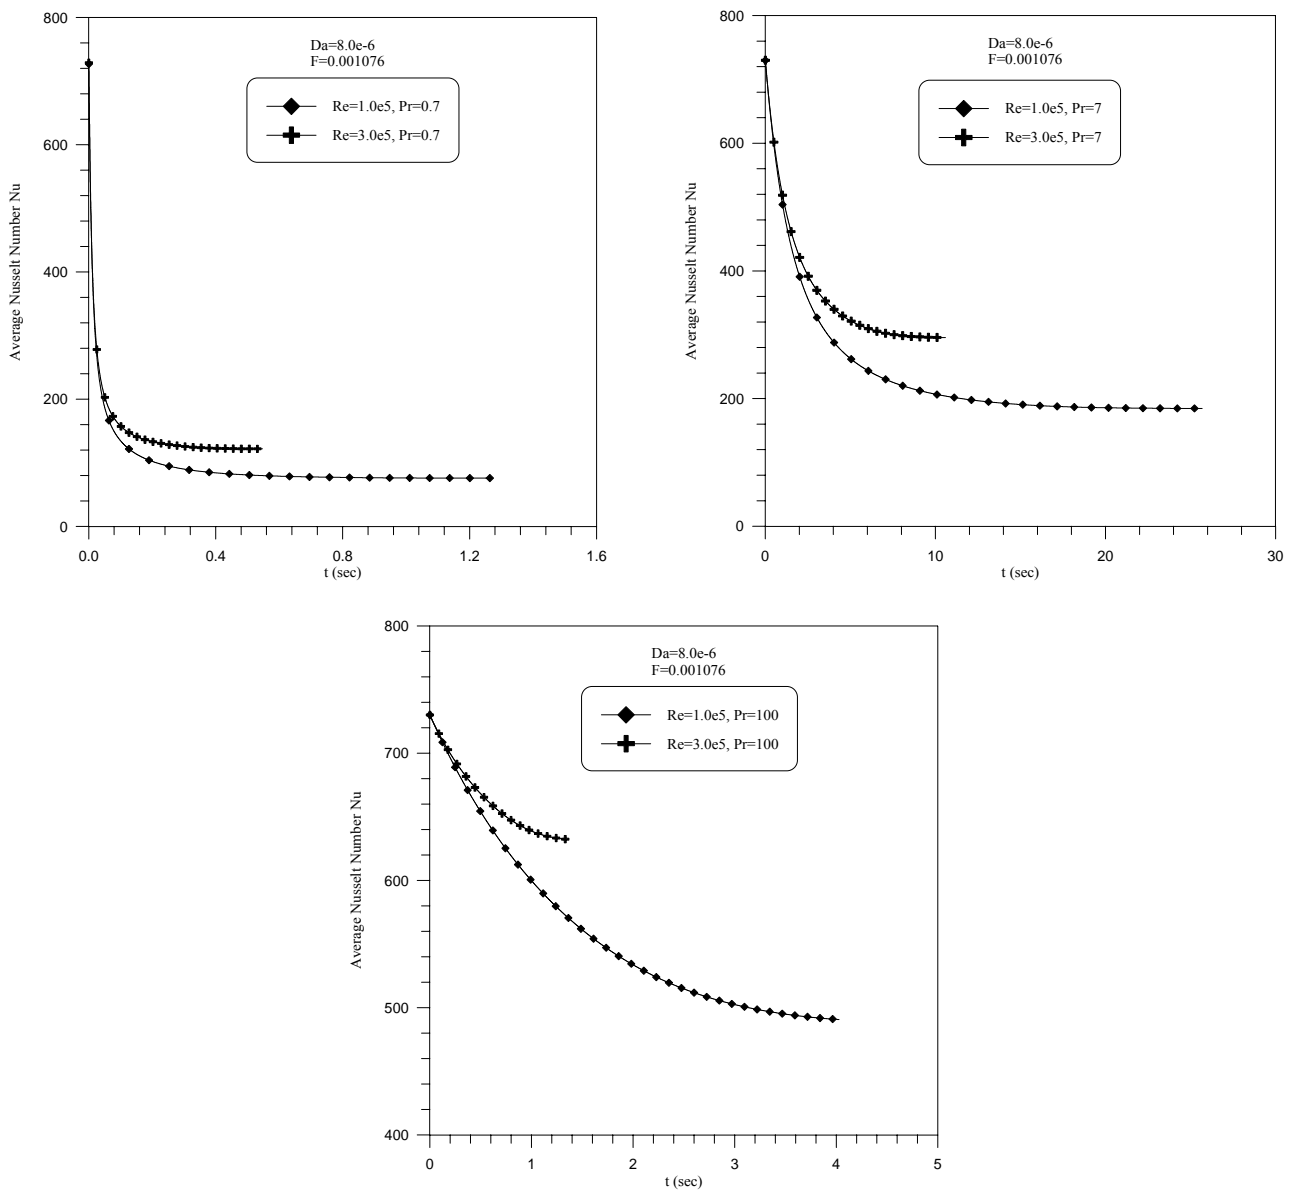 800
600
400
200
0
0.0 0.4 0.8 1.2 1.6
t (sec)
Average Nusselt Number Nu
Da=8.0e-6
F=0.001076
Re=1.0e5, Pr=0.7
Re=3.0e5, Pr=0.7
800
600
400
200
0
0 10 20 30
t (sec)
Average Nusselt Number Nu
Da=8.0e-6
F=0.001076
Re=1.0e5, Pr=7
Re=3.0e5, Pr=7
800
700
600
500
400
0 1 2 3 4 5
t (sec)
Average Nusselt Number Nu
Da=8.0e-6
F=0.001076
Re=1.0e5, Pr=100
Re=3.0e5, Pr=100